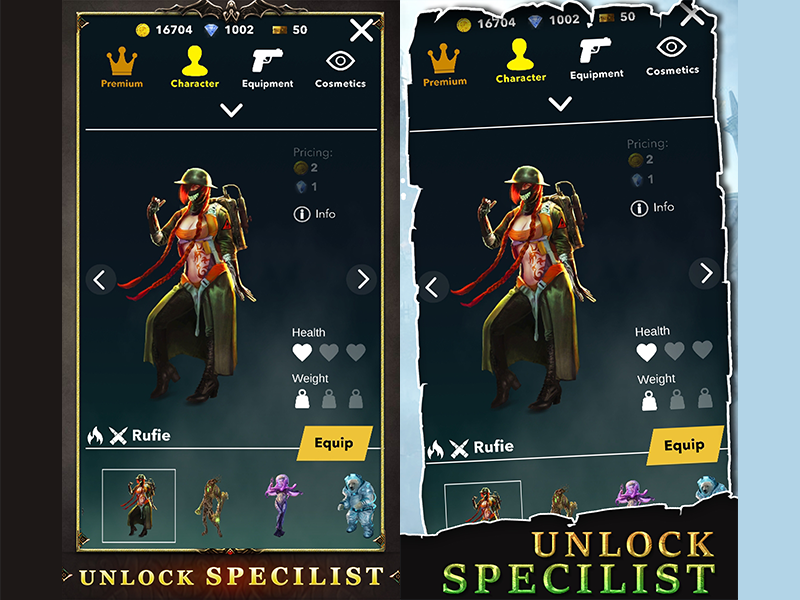 16704 1002 50
Premium Character Equipment Cosmetics
Pricing:
2
1
Info
Health
Weight
Rufie
Equip
UNLOCK SPECILIST
16704 1002 50
Premium Character Equipment Cosmetics
Pricing:
2
1
Info
Health
Weight
Rufie
Equip
UNLOCK
SPECILIST